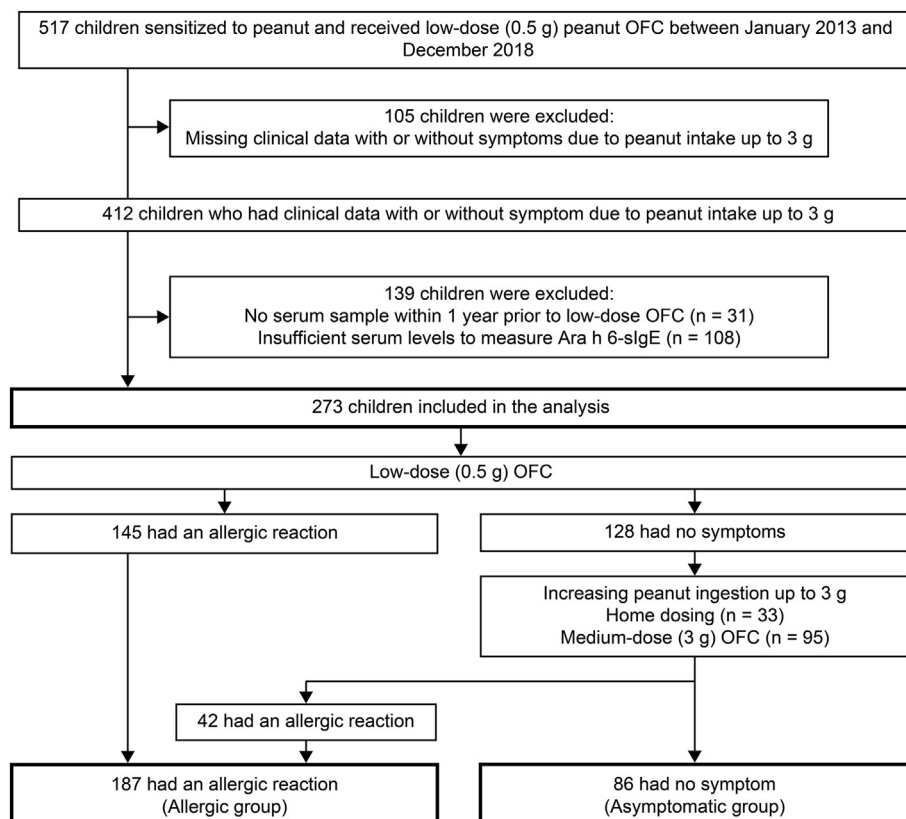 517 children sensitized to peanut and received low-dose (0.5 g) peanut OFC between January 2013 and
December 2018
105 children were excluded:
Missing clinical data with or without symptoms due to peanut intake up to 3 g
412 children who had clinical data with or without symptom due to peanut intake up to 3 g
139 children were excluded:
No serum sample within 1 year prior to low-dose OFC (n = 31)
Insufficient serum levels to measure Ara h 6-sIgE (n = 108)
273 children included in the analysis
Low-dose (0.5 g) OFC
145 had an allergic reaction
128 had no symptoms
Increasing peanut ingestion up to 3 g
Home dosing (n = 33)
Medium-dose (3 g) OFC (n = 95)
42 had an allergic reaction
187 had an allergic reaction
(Allergic group)
86 had no symptom
(Asymptomatic group)